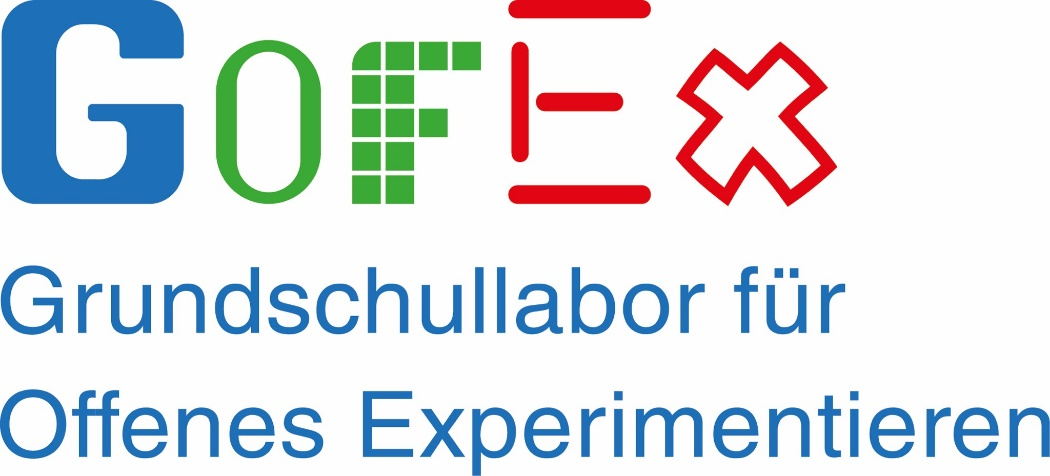 GOFEx
Grundschullabor für
Offenes Experimentieren